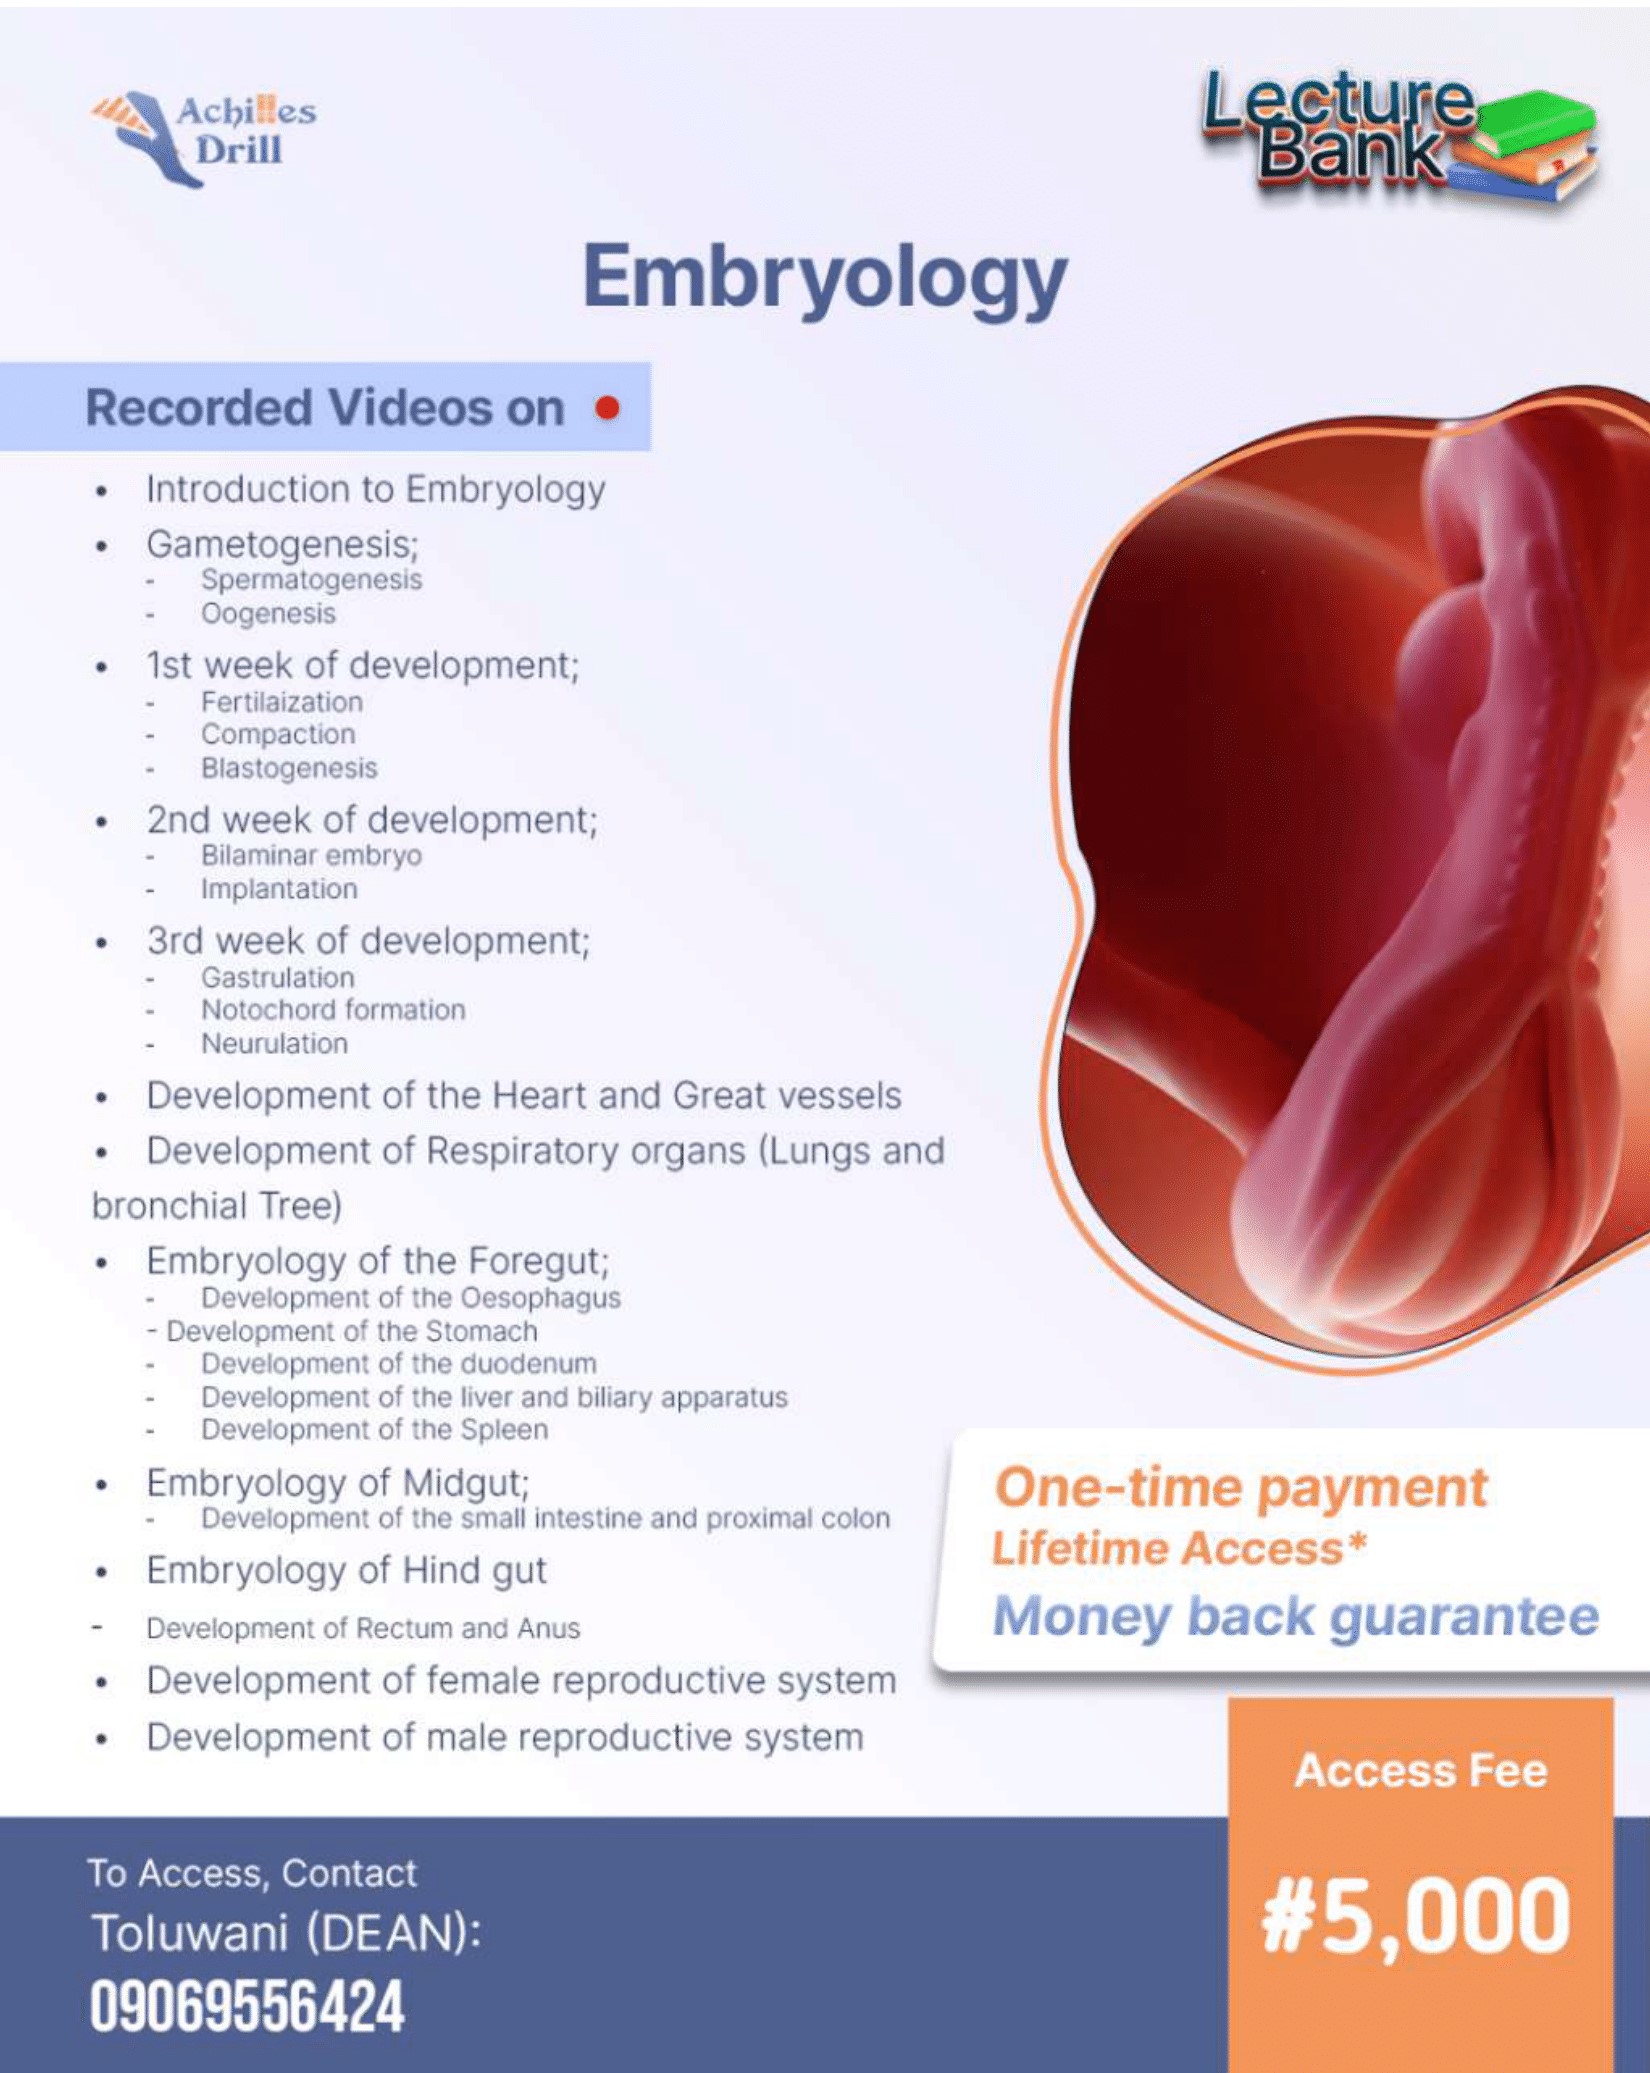 Achilles
Drill
Lecture
Bank
Embryology
Recorded Videos on
• Introduction to Embryology
• Gametogenesis;
- Spermatogenesis
- Oogenesis
• 1st week of development;
- Fertilaization
- Compaction
- Blastogenesis
• 2nd week of development;
- Bilaminar embryo
- Implantation
• 3rd week of development;
- Gastrulation
- Notochord formation
- Neurulation
• Development of the Heart and Great vessels
• Development of Respiratory organs (Lungs and
bronchial Tree)
• Embryology of the Foregut;
- Development of the Oesophagus
- Development of the Stomach
- Development of the duodenum
- Development of the liver and biliary apparatus
- Development of the Spleen
• Embryology of Midgut;
- Development of the small intestine and proximal colon
• Embryology of Hind gut
- Development of Rectum and Anus
• Development of female reproductive system
• Development of male reproductive system
One-time payment
Lifetime Access*
Money back guarantee
Access Fee
#5,000
To Access, Contact
Toluwani (DEAN):
09069556424